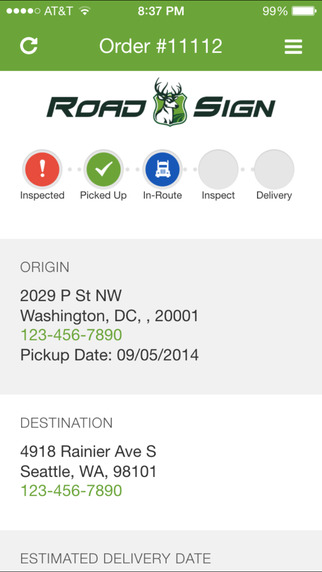 AT&T 8:37 PM 99%
Order #11112
ROAD SIGN
!
Inspected Picked Up In-Route Inspect Delivery
ORIGIN
2029 P St NW
Washington, DC, , 20001
123-456-7890
Pickup Date: 09/05/2014
DESTINATION
4918 Rainier Ave S
Seattle, WA, 98101
123-456-7890
ESTIMATED DELIVERY DATE